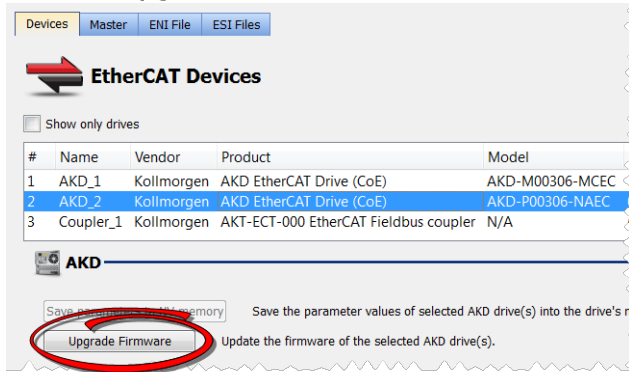 Devices Master ENI File ESI Files
EtherCAT Devices
Show only drives
# Name Vendor Product Model
1 AKD_1 Kollmorgen AKD EtherCAT Drive (CoE) AKD-M00306-MCEC
2 AKD_2 Kollmorgen AKD EtherCAT Drive (CoE) AKD-P00306-NAEC
3 Coupler_1 Kollmorgen AKT-ECT-000 EtherCAT Fieldbus coupler N/A
AKD
Save parameters memory Save the parameter values of selected AKD drive(s) into the drive's
Upgrade Firmware Update the firmware of the selected AKD drive(s).